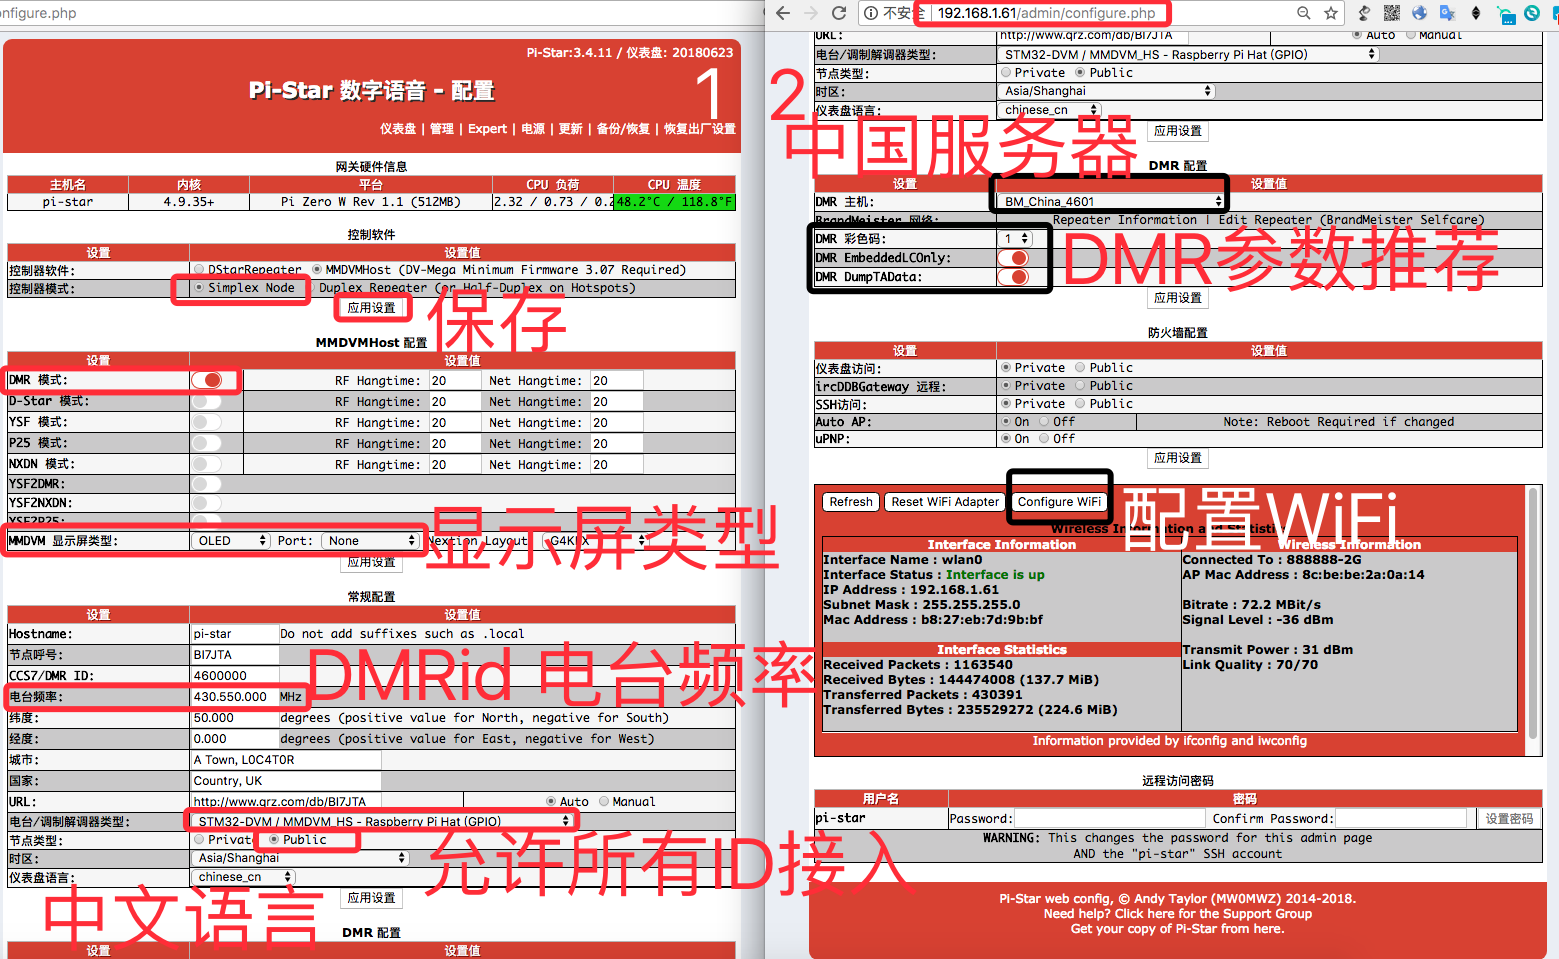 onfigure.php
Pi-Star:3.4.11 / 仪表盘: 20180623
1
Pi-Star 数字语音 - 配置
仪表盘 | 管理 | Expert | 电源 | 更新 | 备份/恢复 | 恢复出厂设置
网关硬件信息
主机名 内核 平台 CPU 负荷 CPU 温度
pi-star 4.9.35+ Pi Zero W Rev 1.1 (512MB) 2.32 / 0.73 / 0.2 48.2°C / 118.8°F
控制软件
设置 设置值
控制器软件: DStarRepeater MMDVMHost (DV-Mega Minimum Firmware 3.07 Required)
控制器模式: Simplex Node Duplex Repeater (or Half-Duplex on Hotspots)
应用设置
保存
MMDVMHost 配置
设置 设置值
DMR 模式: RF Hangtime: 20 Net Hangtime: 20
D-Star 模式: RF Hangtime: 20 Net Hangtime: 20
YSF 模式: RF Hangtime: 20 Net Hangtime: 20
P25 模式: RF Hangtime: 20 Net Hangtime: 20
NXDN 模式: RF Hangtime: 20 Net Hangtime: 20
YSF2DMR:
YSF2NXDN:
YSF2P25:
MMDVM 显示屏类型: OLED Port: None Nextion Layout G4KLX
显示屏类型
应用设置
常规配置
设置 设置值
Hostname: pi-star Do not add suffixes such as .local
节点呼号: BI7JTA
CCS7/DMR ID: 4600000
DMRid 电台频率
电台频率: 430.550.000 MHz
纬度: 50.000 degrees (positive value for North, negative for South)
经度: 0.000 degrees (positive value for East, negative for West)
城市: A Town, L0C4T0R
国家: Country, UK
URL: http://www.qrz.com/db/BI7JTA Auto Manual
电台/调制解调器类型: STM32-DVM / MMDVM_HS - Raspberry Pi Hat (GPIO)
节点类型: Private Public
允许所有ID接入
时区: Asia/Shanghai
仪表盘语言: chinese_cn
中文语言
应用设置
DMR 配置
设置 设置值
不安全 192.168.1.61/admin/configure.php
URL: http://www.qrz.com/db/BI7JTA Auto Manual
电台/调制解调器类型: STM32-DVM / MMDVM_HS - Raspberry Pi Hat (GPIO)
2
节点类型: Private Public
时区: Asia/Shanghai
仪表盘语言: chinese_cn
应用设置
中国服务器
DMR 配置
设置 设置值
DMR 主机: BM_China_4601
BrandMeister 网络: Repeater Information | Edit Repeater (BrandMeister Selfcare)
DMR 彩色码: 1
DMR EmbeddedLCOnly:
DMR DumpTAData:
DMR参数推荐
应用设置
防火墙配置
设置 设置值
仪表盘访问: Private Public
ircDDBGateway 远程: Private Public
SSH访问: Private Public
Auto AP: On Off Note: Reboot Required if changed
uPNP: On Off
应用设置
Refresh Reset WiFi Adapter Configure WiFi
配置WiFi
Wireless Information and Statistics
Interface Information
Interface Name : wlan0
Interface Status : Interface is up
IP Address : 192.168.1.61
Subnet Mask : 255.255.255.0
Mac Address : b8:27:eb:7d:9b:bf
Interface Statistics
Received Packets : 1163540
Received Bytes : 144474008 (137.7 MiB)
Transferred Packets : 430391
Transferred Bytes : 235529272 (224.6 MiB)
Wireless Information
Connected To : 888888-2G
AP Mac Address : 8c:be:be:2a:0a:14
Bitrate : 72.2 MBit/s
Signal Level : -36 dBm
Transmit Power : 31 dBm
Link Quality : 70/70
Information provided by ifconfig and iwconfig
远程访问密码
用户名 密码
pi-star Password: Confirm Password: 设置密码
WARNING: This changes the password for this admin page
AND the "pi-star" SSH account
Pi-Star web config, © Andy Taylor (MW0MWZ) 2014-2018.
Need help? Click here for the Support Group
Get your copy of Pi-Star from here.